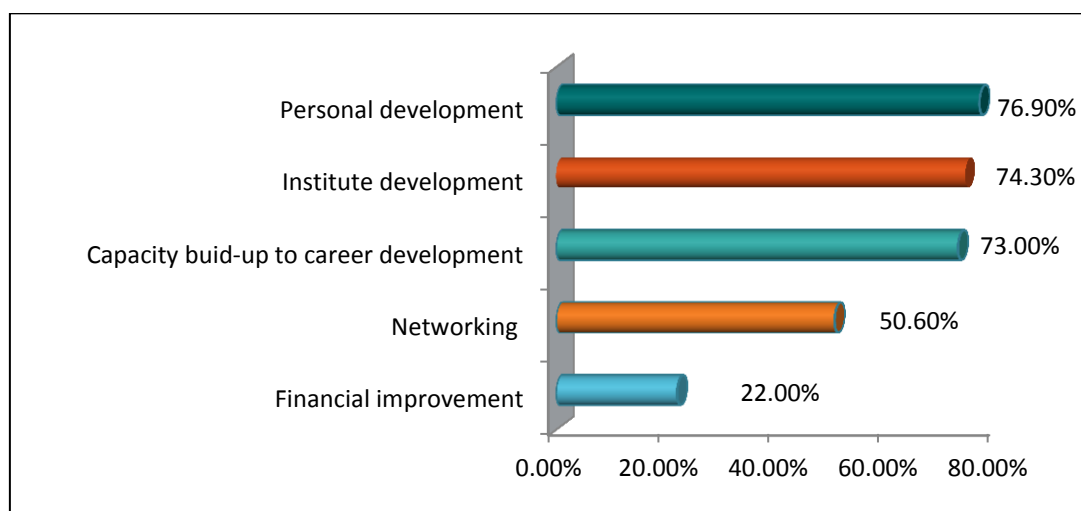 Personal development 76.90%
Institute development 74.30%
Capacity buid-up to career development 73.00%
Networking 50.60%
Financial improvement 22.00%
0.00% 20.00% 40.00% 60.00% 80.00%